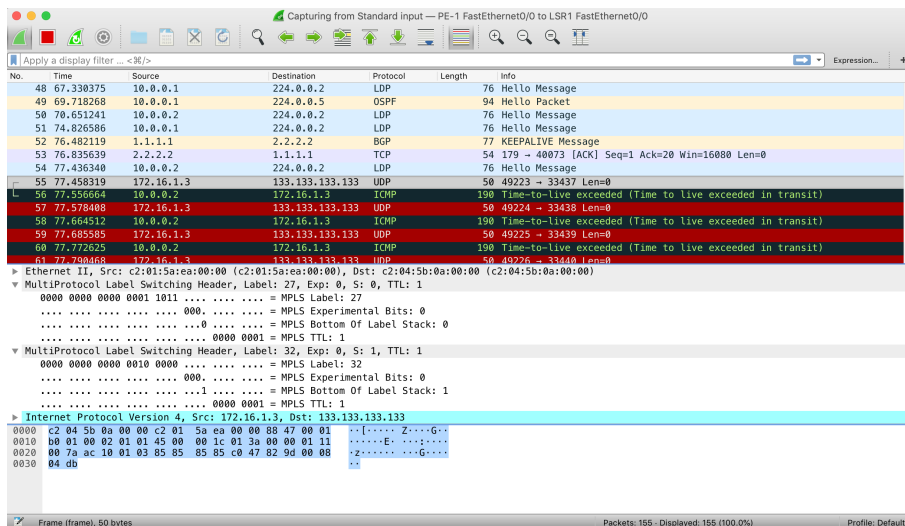 Capturing from Standard input — PE-1 FastEthernet0/0 to LSR1 FastEthernet0/0
Apply a display filter ... <⌘/>
Expression... +
No. Time Source Destination Protocol Length Info
48 67.330375 10.0.0.1 224.0.0.2 LDP 76 Hello Message
49 69.718268 10.0.0.1 224.0.0.5 OSPF 94 Hello Packet
50 70.651241 10.0.0.2 224.0.0.2 LDP 76 Hello Message
51 74.826586 10.0.0.1 224.0.0.2 LDP 76 Hello Message
52 76.482119 1.1.1.1 2.2.2.2 BGP 77 KEEPALIVE Message
53 76.835639 2.2.2.2 1.1.1.1 TCP 54 179 → 40073 [ACK] Seq=1 Ack=20 Win=16080 Len=0
54 77.436340 10.0.0.2 224.0.0.2 LDP 76 Hello Message
55 77.458319 172.16.1.3 133.133.133.133 UDP 50 49223 → 33437 Len=0
56 77.556664 10.0.0.2 172.16.1.3 ICMP 190 Time-to-live exceeded (Time to live exceeded in transit)
57 77.578408 172.16.1.3 133.133.133.133 UDP 50 49224 → 33438 Len=0
58 77.664512 10.0.0.2 172.16.1.3 ICMP 190 Time-to-live exceeded (Time to live exceeded in transit)
59 77.685585 172.16.1.3 133.133.133.133 UDP 50 49225 → 33439 Len=0
60 77.772625 10.0.0.2 172.16.1.3 ICMP 190 Time-to-live exceeded (Time to live exceeded in transit)
61 77.790468 172.16.1.3 133.133.133.133 UDP 50 49226 → 33440 Len=0
Ethernet II, Src: c2:01:5a:ea:00:00 (c2:01:5a:ea:00:00), Dst: c2:04:5b:0a:00:00 (c2:04:5b:0a:00:00)
MultiProtocol Label Switching Header, Label: 27, Exp: 0, S: 0, TTL: 1
0000 0000 0000 0001 1011 .... .... .... = MPLS Label: 27
.... .... .... .... .... 000. .... .... = MPLS Experimental Bits: 0
.... .... .... .... .... ...0 .... .... = MPLS Bottom Of Label Stack: 0
.... .... .... .... .... .... 0000 0001 = MPLS TTL: 1
MultiProtocol Label Switching Header, Label: 32, Exp: 0, S: 1, TTL: 1
0000 0000 0000 0010 0000 .... .... .... = MPLS Label: 32
.... .... .... .... .... 000. .... .... = MPLS Experimental Bits: 0
.... .... .... .... .... ...1 .... .... = MPLS Bottom Of Label Stack: 1
.... .... .... .... .... .... 0000 0001 = MPLS TTL: 1
Internet Protocol Version 4, Src: 172.16.1.3, Dst: 133.133.133.133
0000 c2 04 5b 0a 00 00 c2 01 5a ea 00 00 88 47 00 01 ··[····· Z····G··
0010 b0 01 00 02 01 01 45 00 00 1c 01 3a 00 00 01 11 ······E· ···:····
0020 00 7a ac 10 01 03 85 85 85 85 c0 47 82 9d 00 08 ·z······ ···G····
0030 04 db ··
Frame (frame), 50 bytes
Packets: 155 · Displayed: 155 (100.0%)
Profile: Default